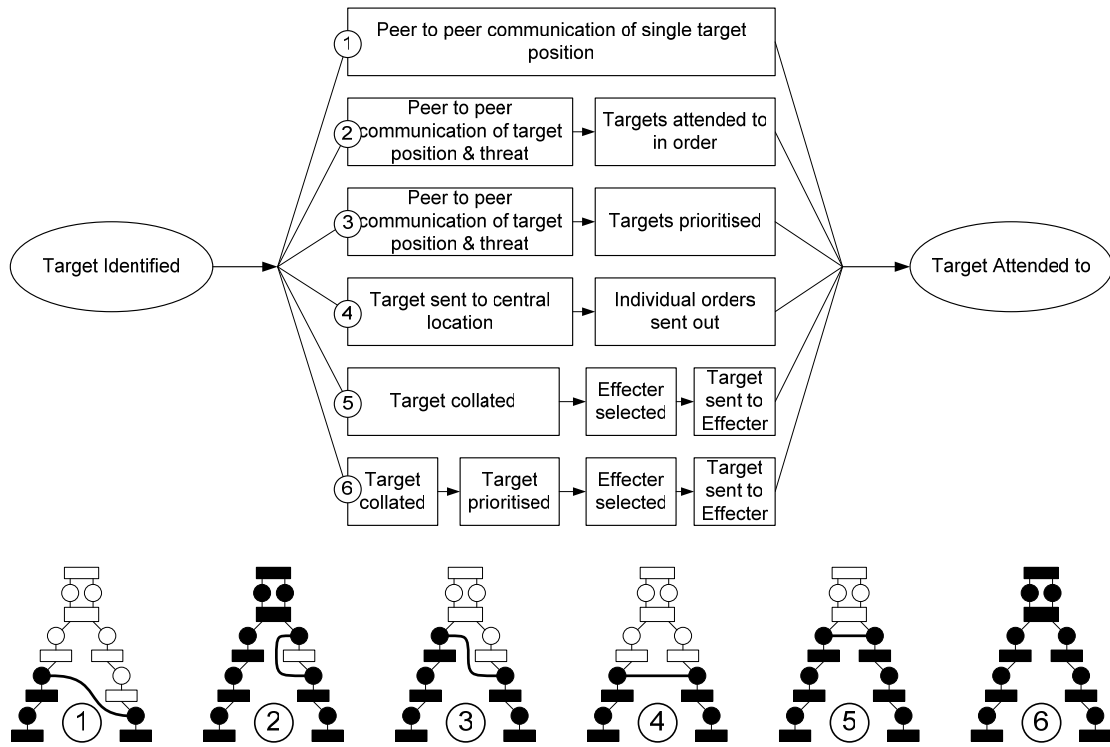 1
Peer to peer communication of single target
position
2
Peer to peer
communication of target
position & threat
Targets attended to
in order
3
Peer to peer
communication of target
position & threat
Targets prioritised
Target Identified
Target Attended to
4
Target sent to central
location
Individual orders
sent out
5
Target collated
Effecter
selected
Target
sent to
Effecter
6
Target
collated
Target
prioritised
Effecter
selected
Target
sent to
Effecter
1
2
3
4
5
6